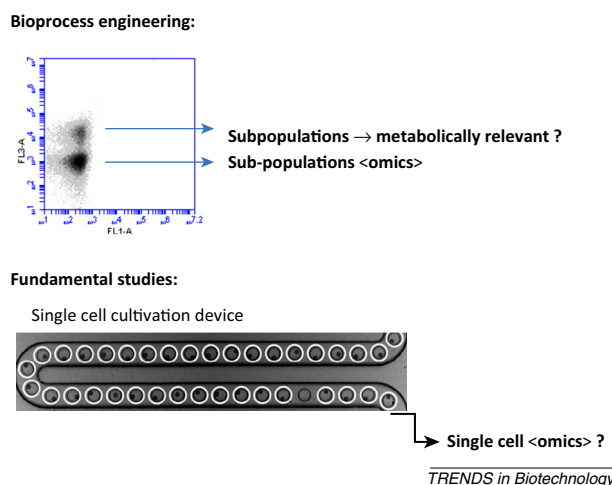 Bioprocess engineering:
FL3-A
FL1-A
Subpopulations → metabolically relevant ?
Sub-populations <omics>
Fundamental studies:
Single cell cultivation device
Single cell <omics> ?
TRENDS in Biotechnology